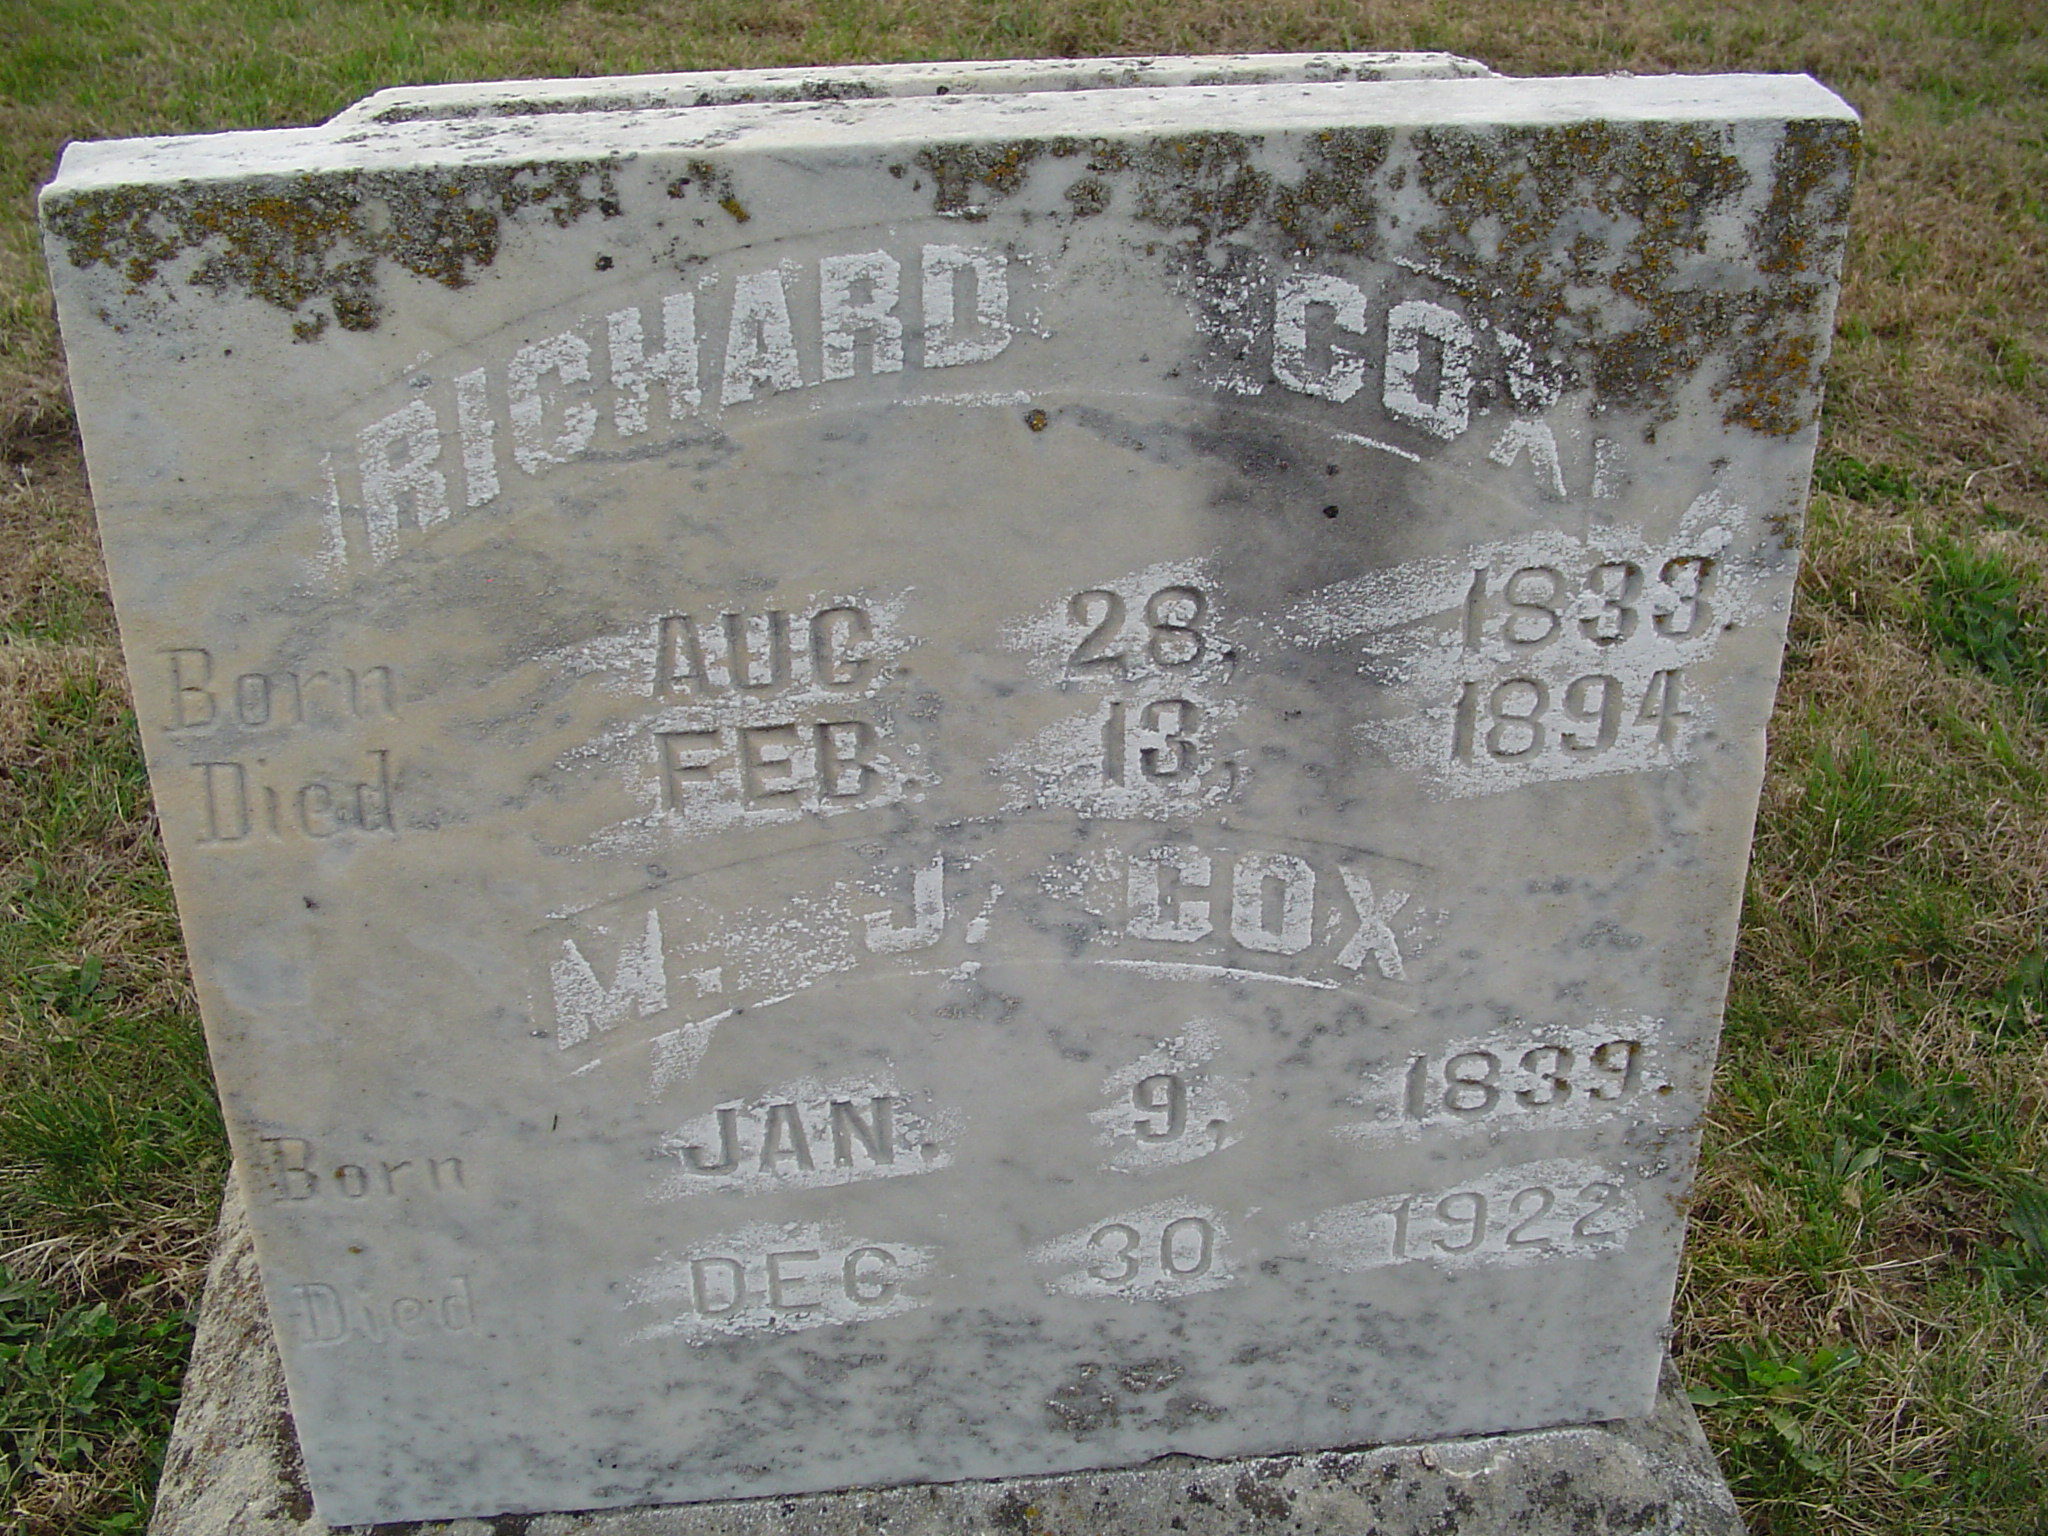 RICHARD COX
Born AUG. 28, 1833.
Died FEB. 13, 1894
M. J. COX
Born JAN. 9, 1839.
Died DEC 30 1922